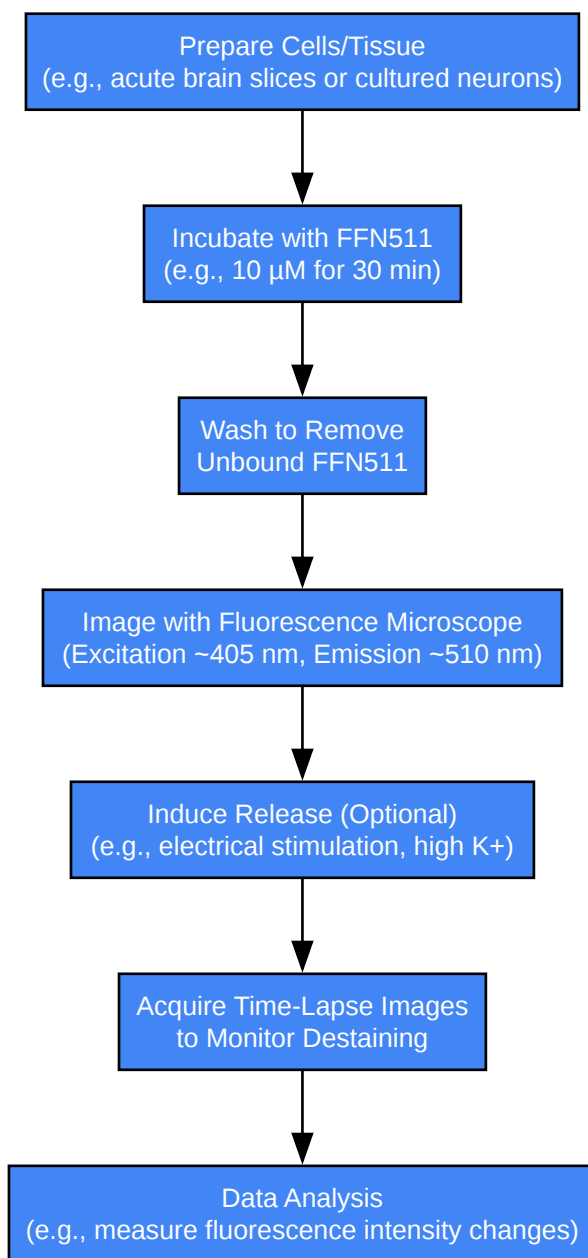 Prepare Cells/Tissue
(e.g., acute brain slices or cultured neurons)
Incubate with FFN511
(e.g., 10 µM for 30 min)
Wash to Remove
Unbound FFN511
Image with Fluorescence Microscope
(Excitation ~405 nm, Emission ~510 nm)
Induce Release (Optional)
(e.g., electrical stimulation, high K+)
Acquire Time-Lapse Images
to Monitor Destaining
Data Analysis
(e.g., measure fluorescence intensity changes)